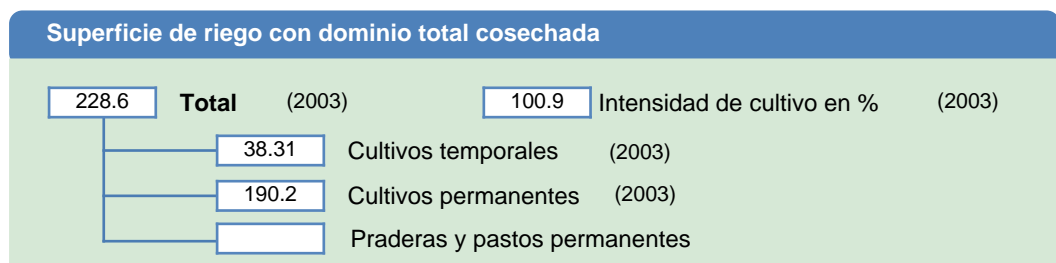 Superficie de riego con dominio total cosechada
228.6 Total (2003) 100.9 Intensidad de cultivo en % (2003)
38.31 Cultivos temporales (2003)
190.2 Cultivos permanentes (2003)
Praderas y pastos permanentes